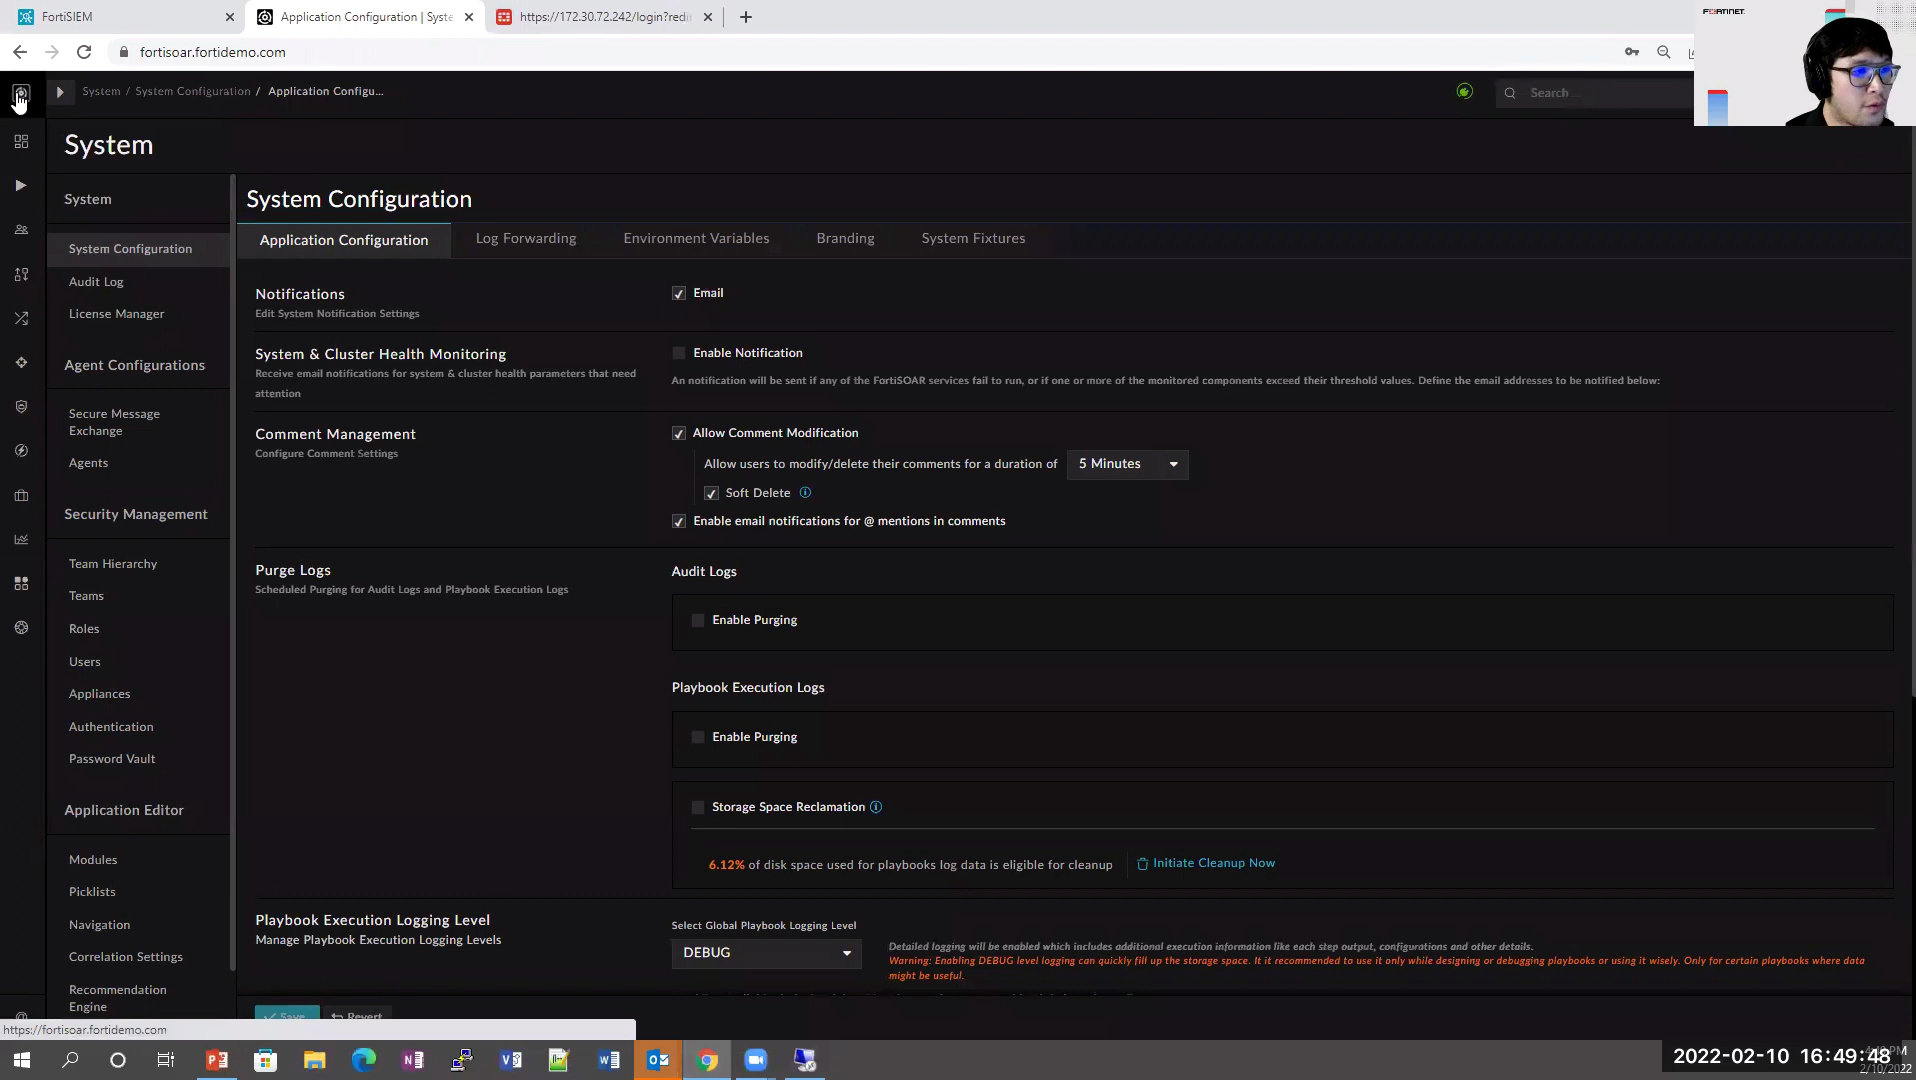 FortiSIEM
Application Configuration | Syste
https://172.30.72.242/login?redi
fortisoar.fortidemo.com
FORTINET
System / System Configuration / Application Configu...
Search ...
System
System
System Configuration
Audit Log
License Manager
Agent Configurations
Secure Message
Exchange
Agents
Security Management
Team Hierarchy
Teams
Roles
Users
Appliances
Authentication
Password Vault
Application Editor
Modules
Picklists
Navigation
Correlation Settings
Recommendation
Engine
System Configuration
Application Configuration
Log Forwarding
Environment Variables
Branding
System Fixtures
Notifications
Edit System Notification Settings
Email
System & Cluster Health Monitoring
Receive email notifications for system & cluster health parameters that need
attention
Enable Notification
An notification will be sent if any of the FortiSOAR services fail to run, or if one or more of the monitored components exceed their threshold values. Define the email addresses to be notified below:
Comment Management
Configure Comment Settings
Allow Comment Modification
Allow users to modify/delete their comments for a duration of 5 Minutes
Soft Delete
Enable email notifications for @ mentions in comments
Purge Logs
Scheduled Purging for Audit Logs and Playbook Execution Logs
Audit Logs
Enable Purging
Playbook Execution Logs
Enable Purging
Storage Space Reclamation
6.12% of disk space used for playbooks log data is eligible for cleanup
Initiate Cleanup Now
Playbook Execution Logging Level
Manage Playbook Execution Logging Levels
Select Global Playbook Logging Level
DEBUG
Detailed logging will be enabled which includes additional execution information like each step output, configurations and other details.
Warning: Enabling DEBUG level logging can quickly fill up the storage space. It it recommended to use it only while designing or debugging playbooks or using it wisely. Only for certain playbooks where data
might be useful.
Save
Revert
https://fortisoar.fortidemo.com
2022-02-10 16:49:48
2/10/2022